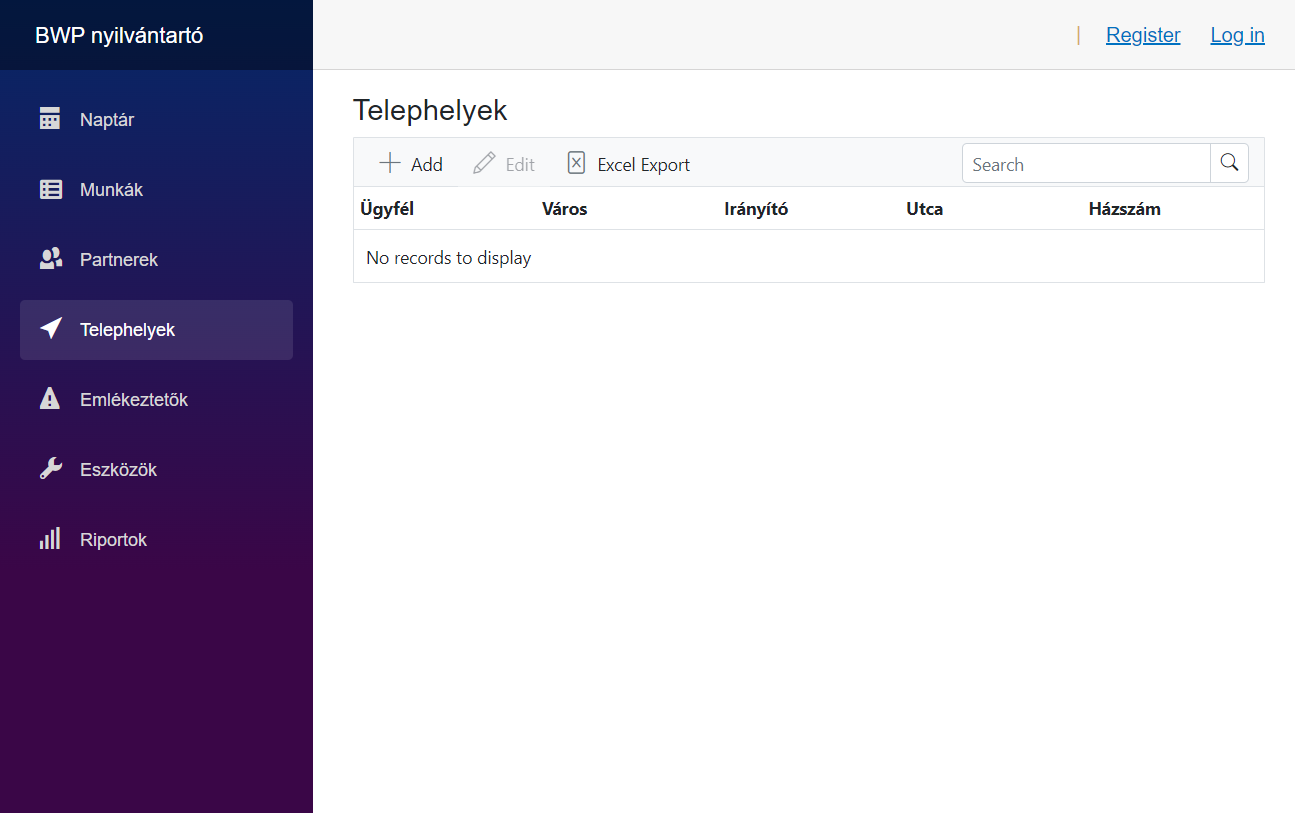 BWP nyilvántartó
| Register Log in
Naptár
Munkák
Partnerek
Telephelyek
Emlékeztetők
Eszközök
Riportok
Telephelyek
Add Edit Excel Export Search
Ügyfél Város Irányító Utca Házszám
No records to display